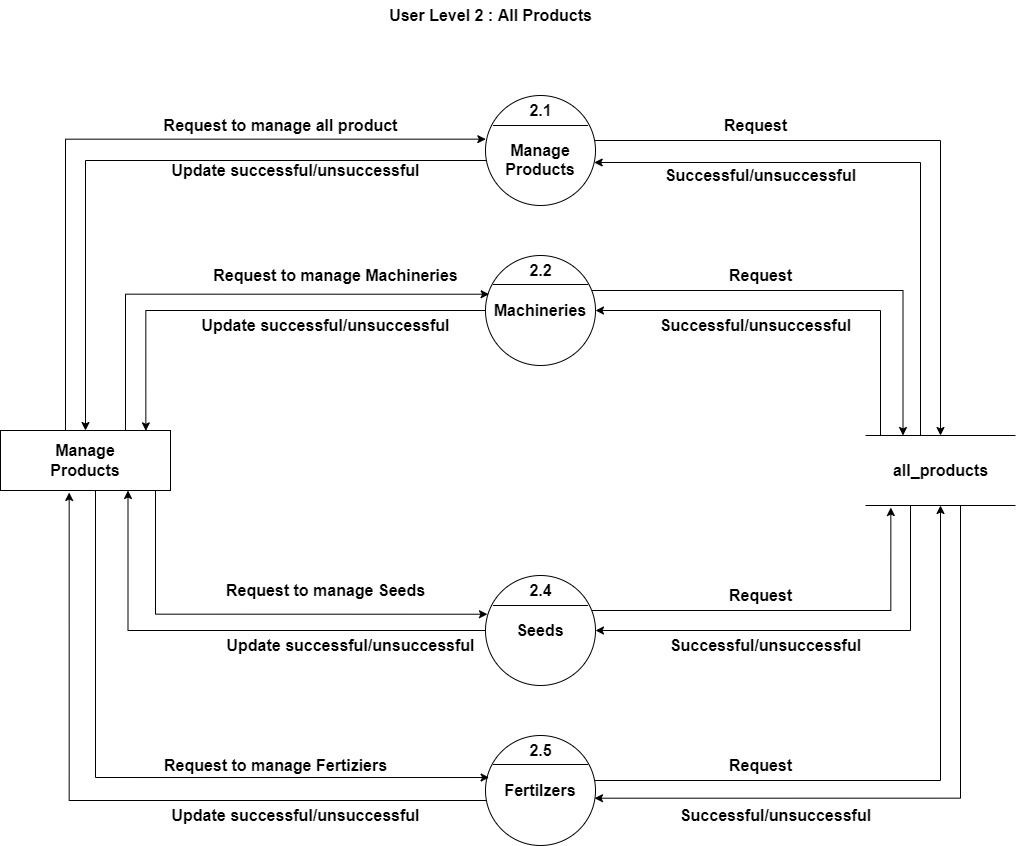 User Level 2 : All Products
2.1
Request to manage all product
Request
Manage
Products
Update successful/unsuccessful
Successful/unsuccessful
2.2
Request to manage Machineries
Request
Machineries
Update successful/unsuccessful
Successful/unsuccessful
Manage
Products
all_products
2.4
Request to manage Seeds
Request
Seeds
Update successful/unsuccessful
Successful/unsuccessful
2.5
Request to manage Fertiziers
Request
Fertilzers
Update successful/unsuccessful
Successful/unsuccessful